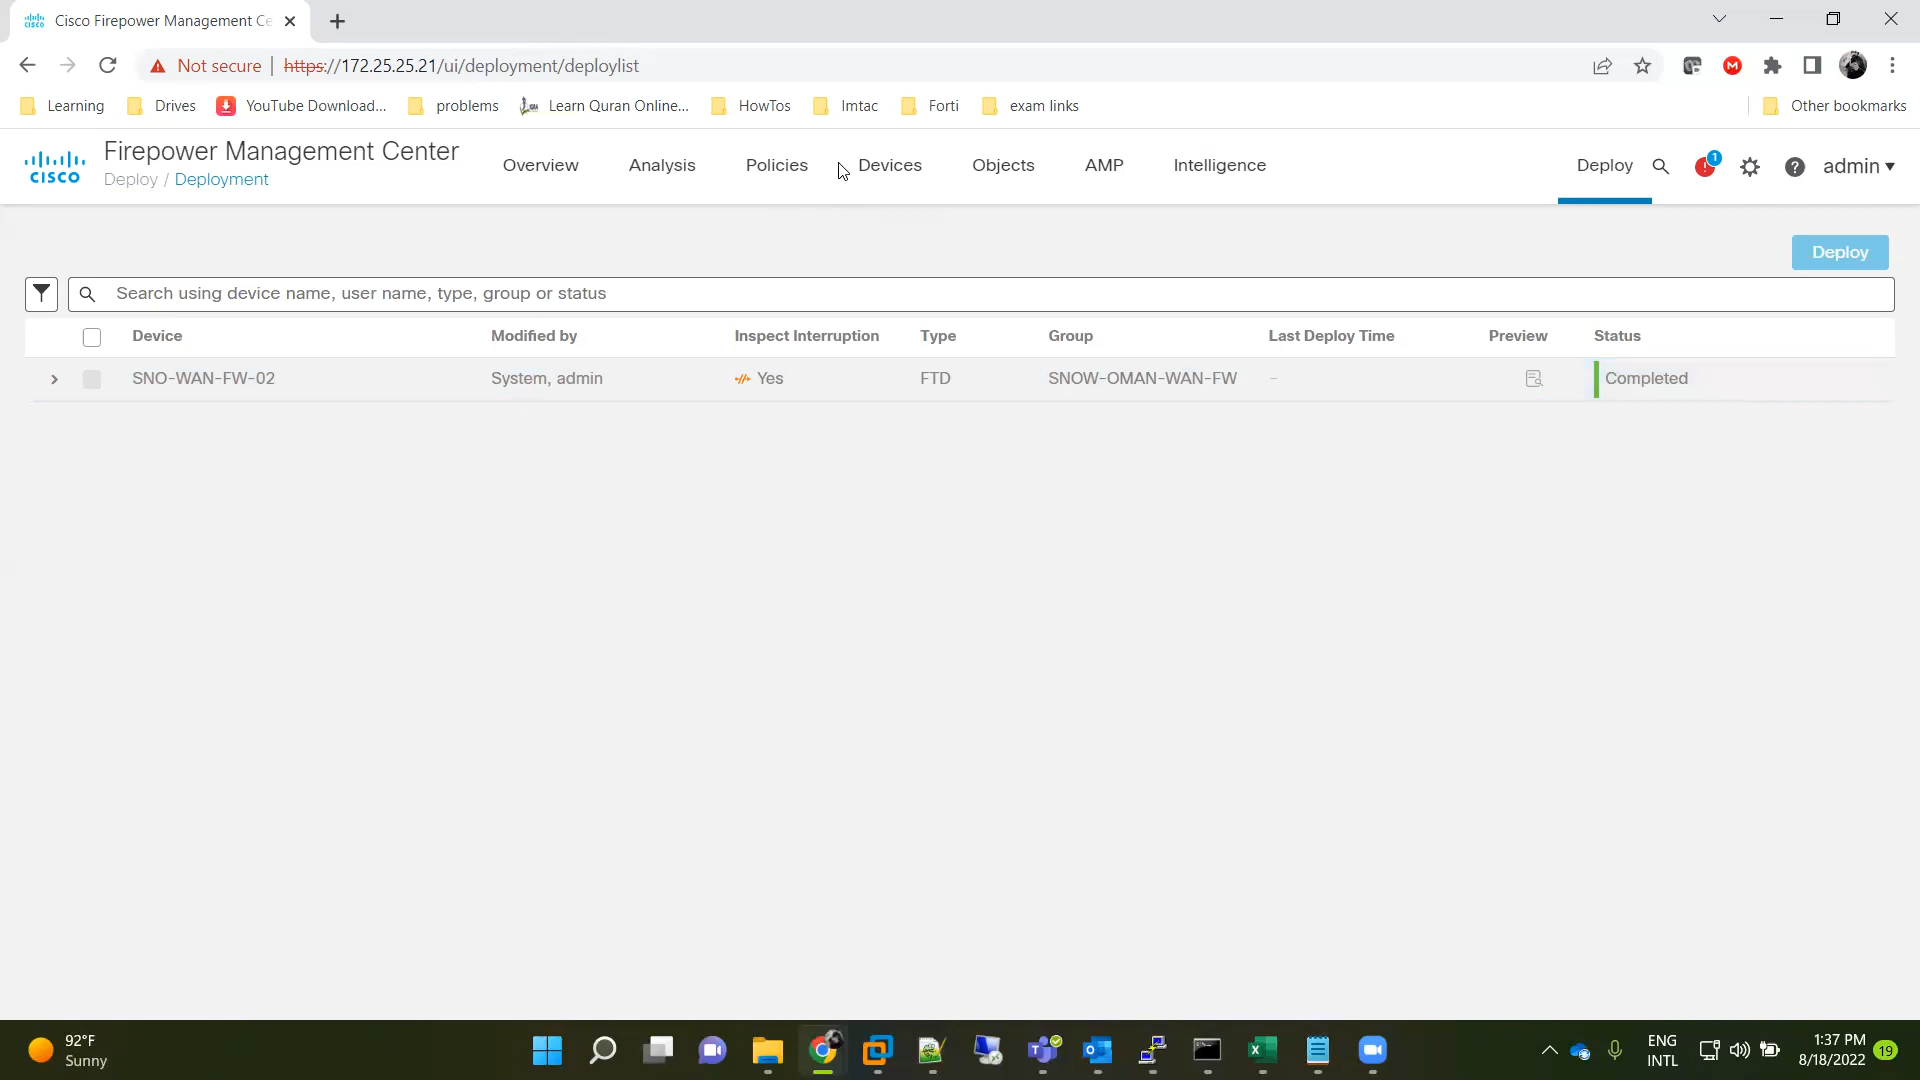 Cisco Firepower Management Ce
Not secure | https://172.25.25.21/ui/deployment/deploylist
Learning Drives YouTube Download... problems Learn Quran Online... HowTos Imtac Forti exam links Other bookmarks
Firepower Management Center
Deploy / Deployment
Overview Analysis Policies Devices Objects AMP Intelligence Deploy 1 admin
CISCO
Deploy
Search using device name, user name, type, group or status
Device Modified by Inspect Interruption Type Group Last Deploy Time Preview Status
SNO-WAN-FW-02 System, admin Yes FTD SNOW-OMAN-WAN-FW – Completed
92°F
Sunny
ENG
INTL
1:37 PM
8/18/2022
19